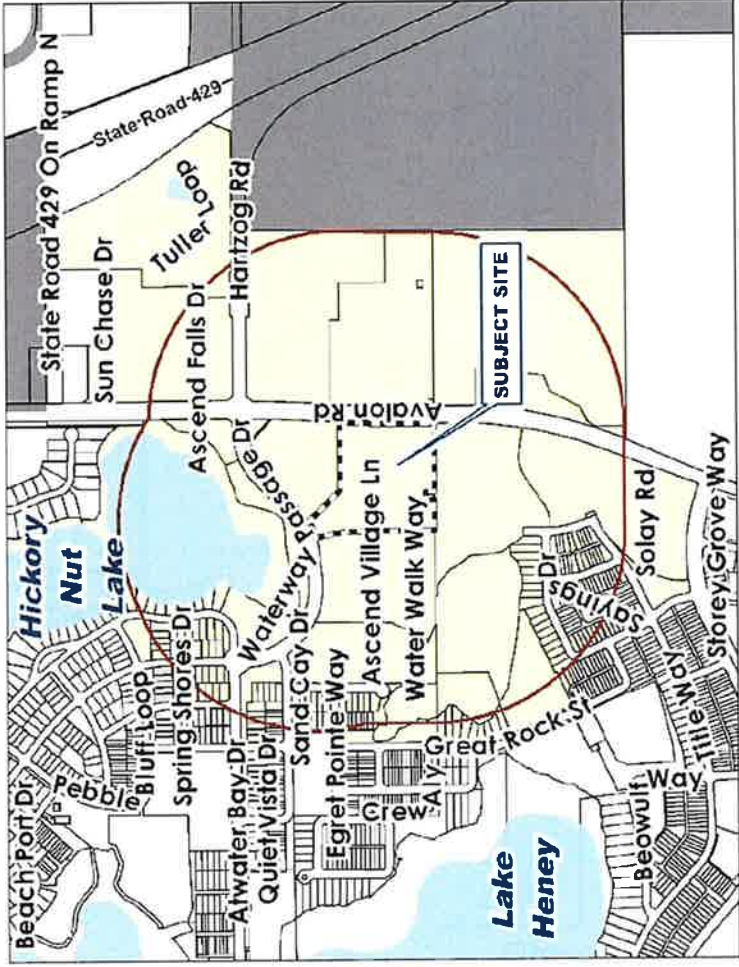 State Road 429 On Ramp N
State Road 429
Sun Chase Dr
Tuller Loop
Hartzog Rd
Ascend Falls Dr
Avalon Rd
SUBJECT SITE
Hickory
Nut
Lake
Waterway Passage Dr
Ascend Village Ln
Water Walk Way
Beach Port Dr
Pebble
Bluff Loop
Spring Shores Dr
Atwater Bay Dr
Quiet Vista Dr
Sand Cay Dr
Egret Pointe Way
Crew Aly
Great Rock St
Sayings Dr
Solay Rd
Storey Grove Way
Title Way
Beowulf Way
Lake
Heney